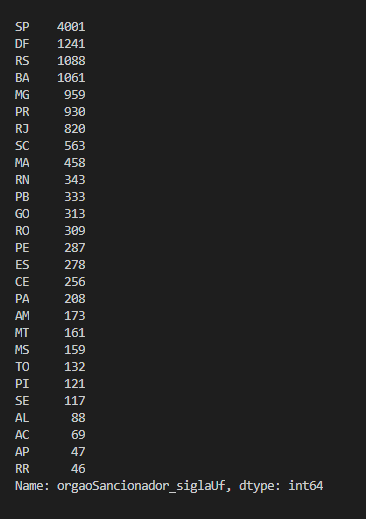 SP 4001
DF 1241
RS 1088
BA 1061
MG 959
PR 930
RJ 820
SC 563
MA 458
RN 343
PB 333
GO 313
RO 309
PE 287
ES 278
CE 256
PA 208
AM 173
MT 161
MS 159
TO 132
PI 121
SE 117
AL 88
AC 69
AP 47
RR 46
Name: orgaoSancionador_siglaUf, dtype: int64